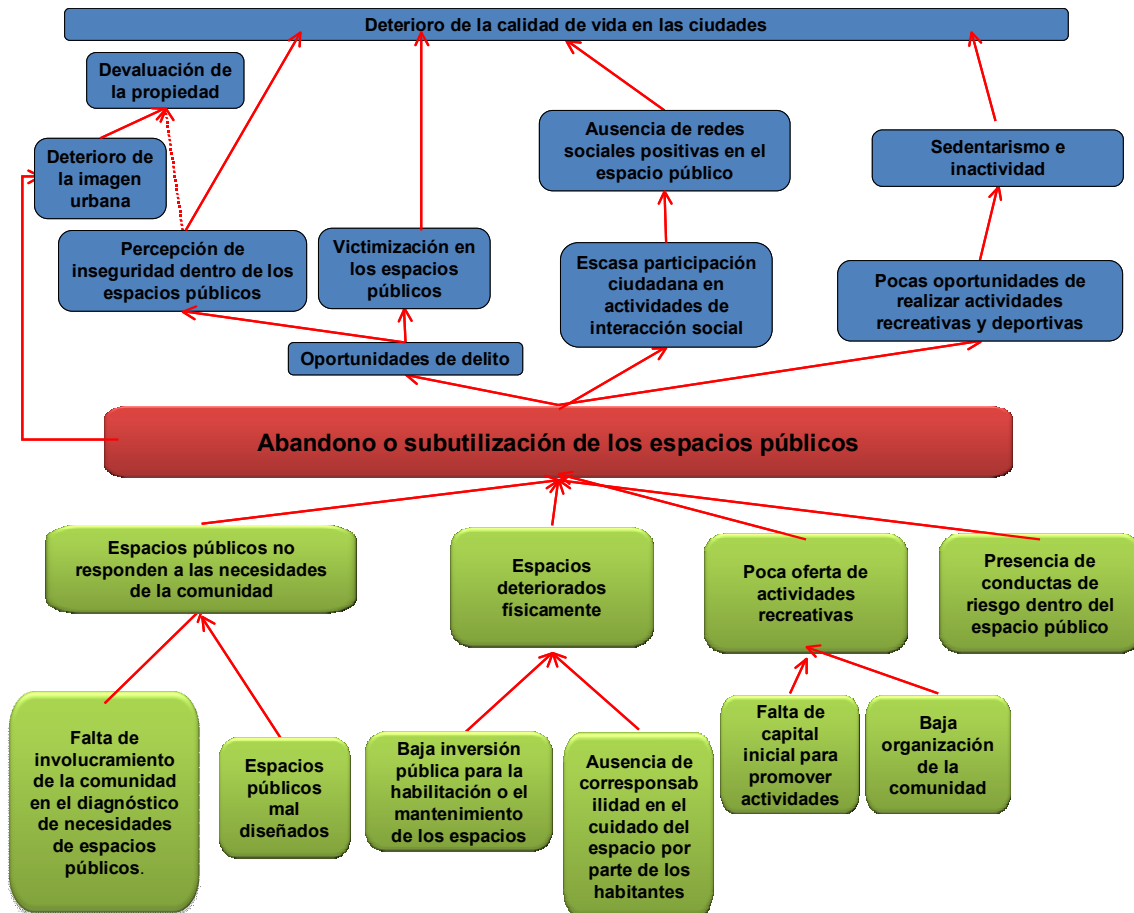 Deterioro de la calidad de vida en las ciudades
Devaluación de
la propiedad
Deterioro de
la imagen
urbana
Ausencia de redes
sociales positivas en el
espacio público
Sedentarismo e
inactividad
Percepción de
inseguridad dentro de los
espacios públicos
Victimización en
los espacios
públicos
Escasa participación
ciudadana en
actividades de
interacción social
Pocas oportunidades de
realizar actividades
recreativas y deportivas
Oportunidades de delito
Abandono o subutilización de los espacios públicos
Espacios públicos no
responden a las necesidades
de la comunidad
Espacios
deteriorados
físicamente
Poca oferta de
actividades
recreativas
Presencia de
conductas de
riesgo dentro del
espacio público
Falta de
involucramiento
de la comunidad
en el diagnóstico
de necesidades
de espacios
públicos.
Espacios
públicos
mal
diseñados
Baja inversión
pública para la
habilitación o el
mantenimiento
de los espacios
Ausencia de
corresponsab
ilidad en el
cuidado del
espacio por
parte de los
habitantes
Falta de
capital
inicial para
promover
actividades
Baja
organización
de la
comunidad